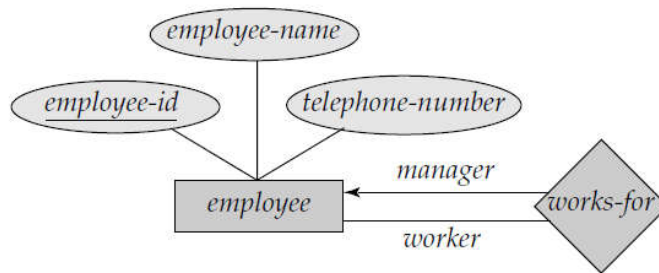 employee-name
employee-id
telephone-number
manager
employee
works-for
worker